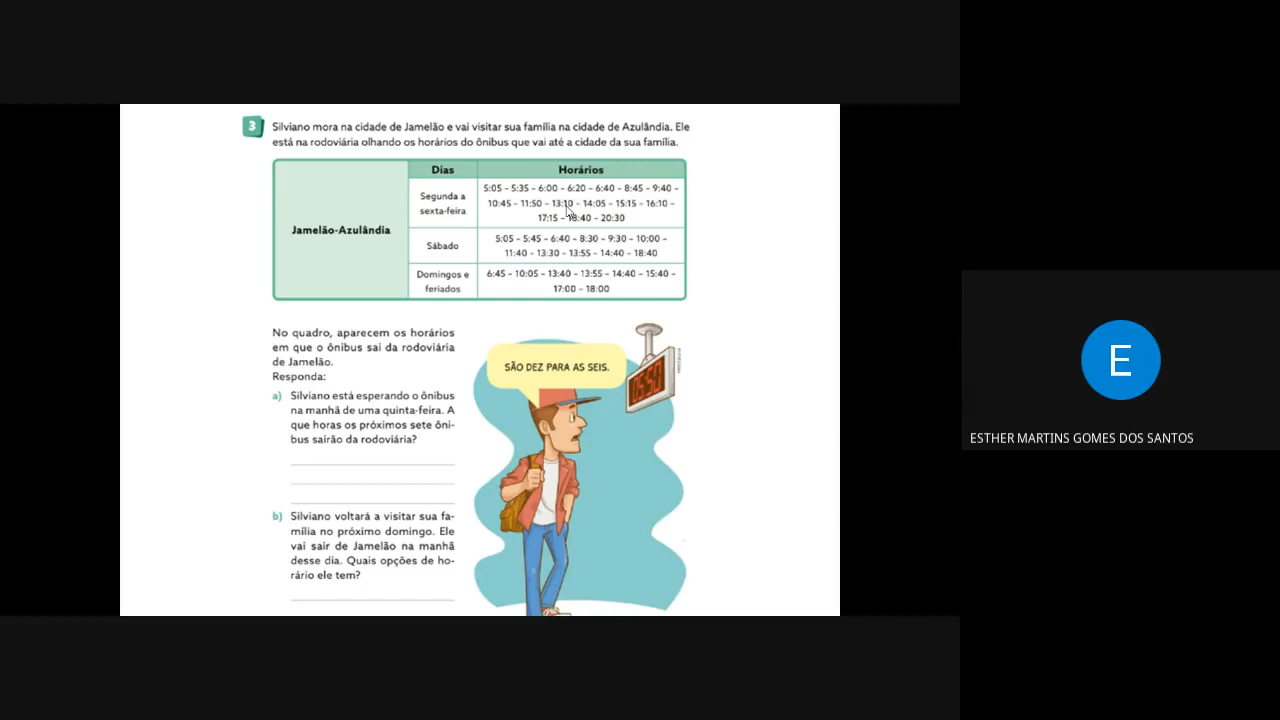 3
Silviano mora na cidade de Jamelão e vai visitar sua família na cidade de Azulândia. Ele
está na rodoviária olhando os horários do ônibus que vai até a cidade da sua família.
Dias
Horários
Jamelão-Azulândia
Segunda a
sexta-feira
5:05 – 5:35 – 6:00 – 6:20 – 6:40 – 8:45 – 9:40 –
10:45 – 11:50 – 13:10 – 14:05 – 15:15 – 16:10 –
17:15 – 18:40 – 20:30
Sábado
5:05 – 5:45 – 6:40 – 8:30 – 9:30 – 10:00 –
11:40 – 13:30 – 13:55 – 14:40 – 18:40
Domingos e
feriados
6:45 – 10:05 – 13:40 – 13:55 – 14:40 – 15:40 –
17:00 – 18:00
No quadro, aparecem os horários
em que o ônibus sai da rodoviária
de Jamelão.
Responda:
a) Silviano está esperando o ônibus
na manhã de uma quinta-feira. A
que horas os próximos sete ôni-
bus sairão da rodoviária?
b) Silviano voltará a visitar sua fa-
mília no próximo domingo. Ele
vai sair de Jamelão na manhã
desse dia. Quais opções de ho-
rário ele tem?
SÃO DEZ PARA AS SEIS.
05:50
E
ESTHER MARTINS GOMES DOS SANTOS